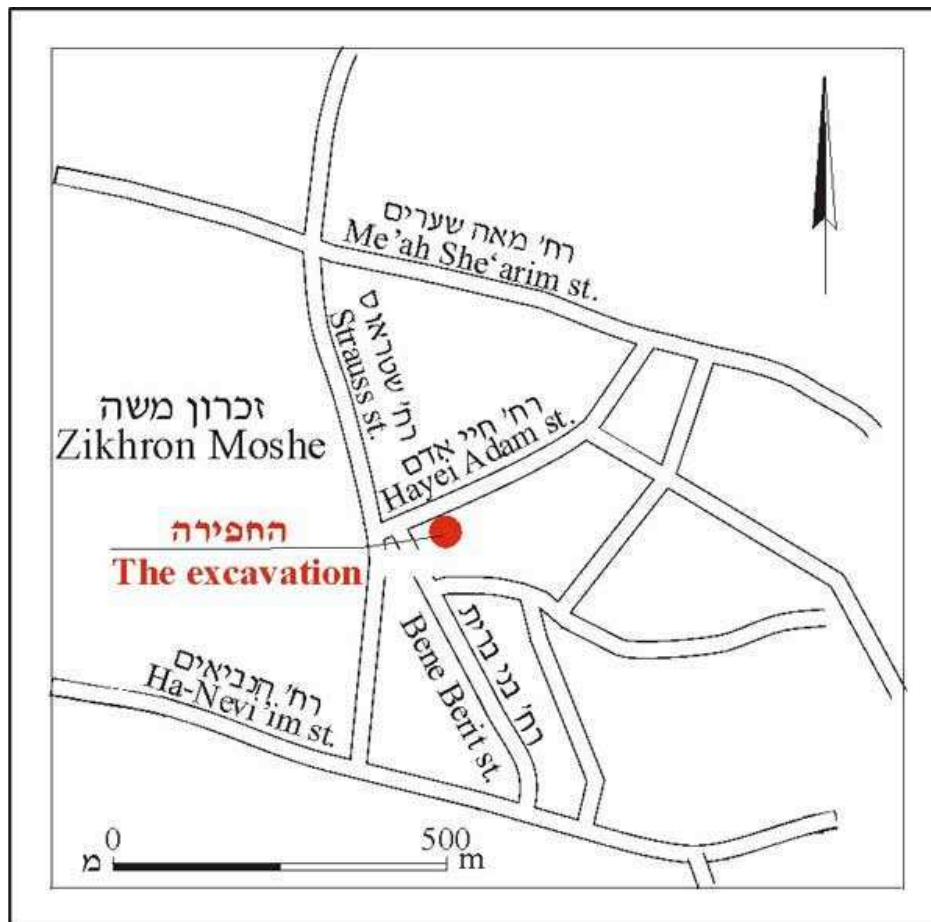 רח' מאה שערים
Me'ah She'arim st.
רח' שטראוס
Strauss st.
זכרון משה
Zikhron Moshe
רח' חיי אדם
Hayei Adam st.
החפירה
The excavation
רח' בני ברית
Bene Berit st.
רח' הנביאים
Ha-Nevi'im st.
0 500
מ m